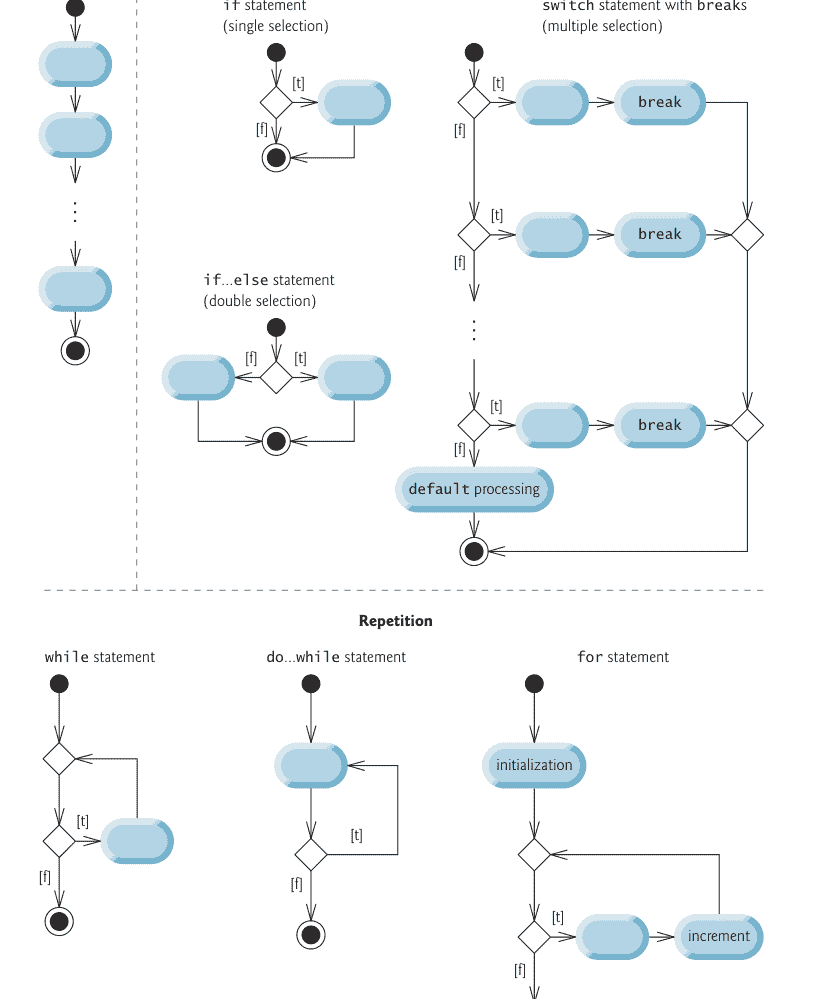 if statement
(single selection)
switch statement with breaks
(multiple selection)
[t]
[f]
[t]
break
[f]
[t]
break
[f]
⋮
⋮
if...else statement
(double selection)
[f]
[t]
[t]
break
[f]
default processing
Repetition
while statement
do...while statement
for statement
initialization
[t]
[f]
[t]
[f]
[t]
increment
[f]